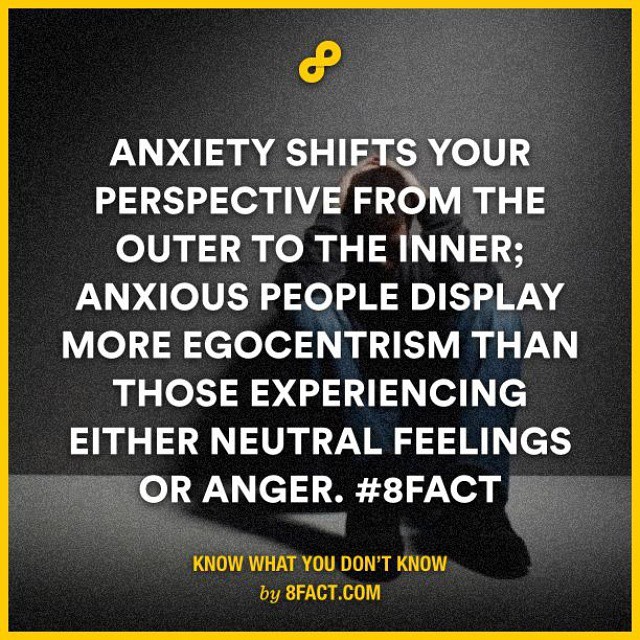 ANXIETY SHIFTS YOUR
PERSPECTIVE FROM THE
OUTER TO THE INNER;
ANXIOUS PEOPLE DISPLAY
MORE EGOCENTRISM THAN
THOSE EXPERIENCING
EITHER NEUTRAL FEELINGS
OR ANGER. #8FACT
KNOW WHAT YOU DON'T KNOW
by 8FACT.COM